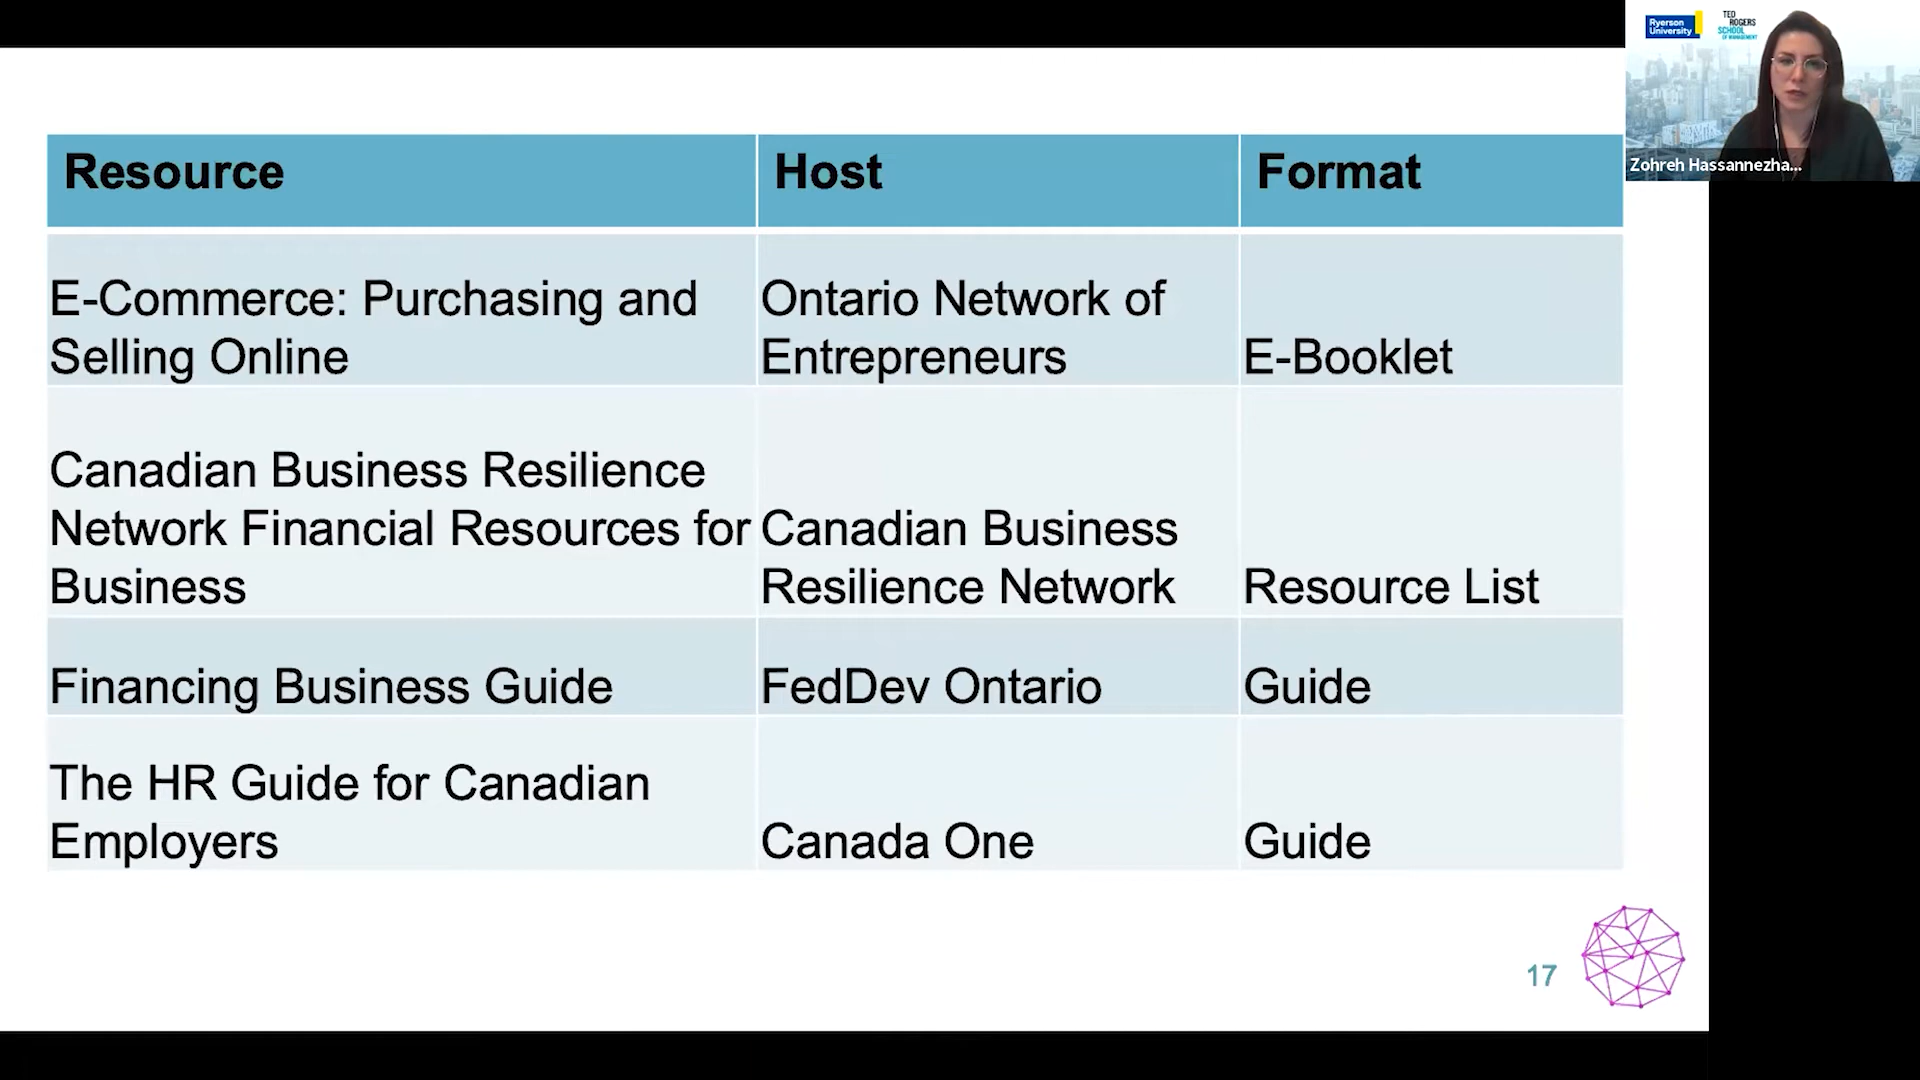 Ryerson
University
TED
ROGERS
SCHOOL
OF MANAGEMENT
Zohreh Hassannezha...
Resource
Host
Format
E-Commerce: Purchasing and
Selling Online
Ontario Network of
Entrepreneurs
E-Booklet
Canadian Business Resilience
Network Financial Resources for
Business
Canadian Business
Resilience Network
Resource List
Financing Business Guide
FedDev Ontario
Guide
The HR Guide for Canadian
Employers
Canada One
Guide
17